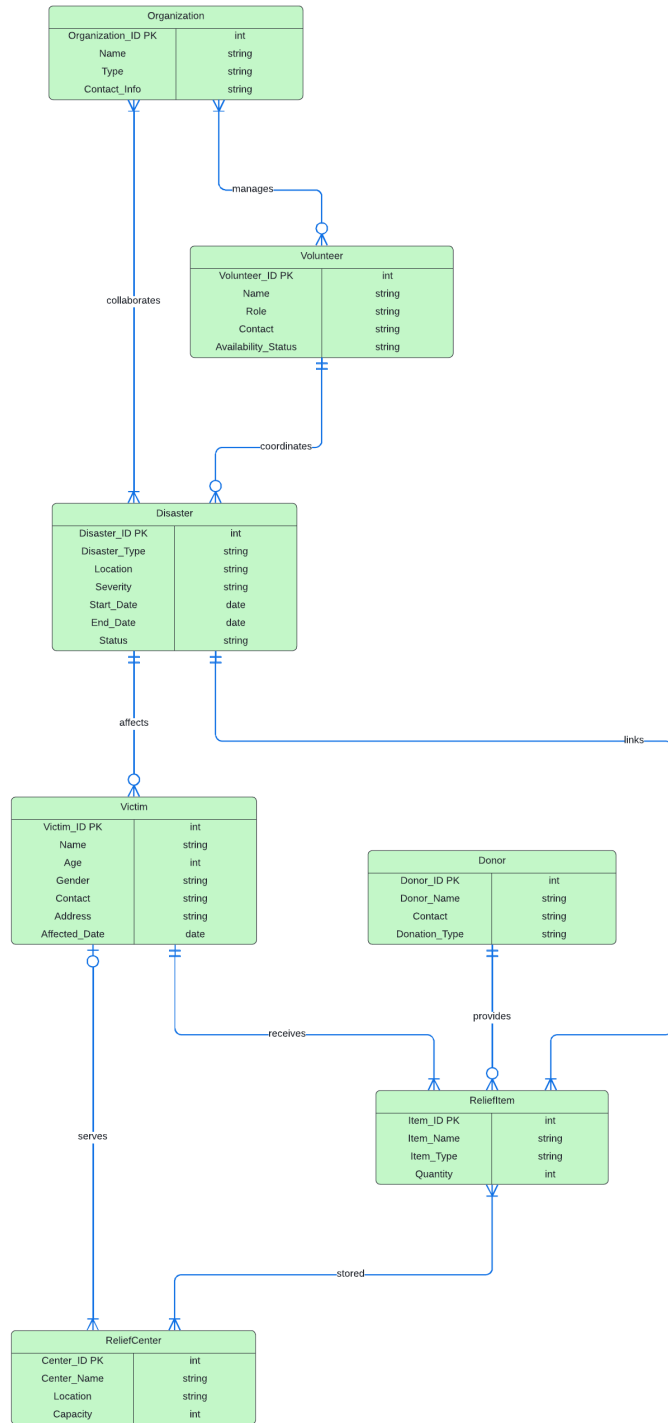 Organization
Organization_ID PK int
Name string
Type string
Contact_Info string
manages
Volunteer
Volunteer_ID PK int
Name string
Role string
Contact string
Availability_Status string
collaborates
coordinates
Disaster
Disaster_ID PK int
Disaster_Type string
Location string
Severity string
Start_Date date
End_Date date
Status string
affects
links
Victim
Victim_ID PK int
Name string
Age int
Gender string
Contact string
Address string
Affected_Date date
Donor
Donor_ID PK int
Donor_Name string
Contact string
Donation_Type string
provides
receives
ReliefItem
Item_ID PK int
Item_Name string
Item_Type string
Quantity int
serves
stored
ReliefCenter
Center_ID PK int
Center_Name string
Location string
Capacity int